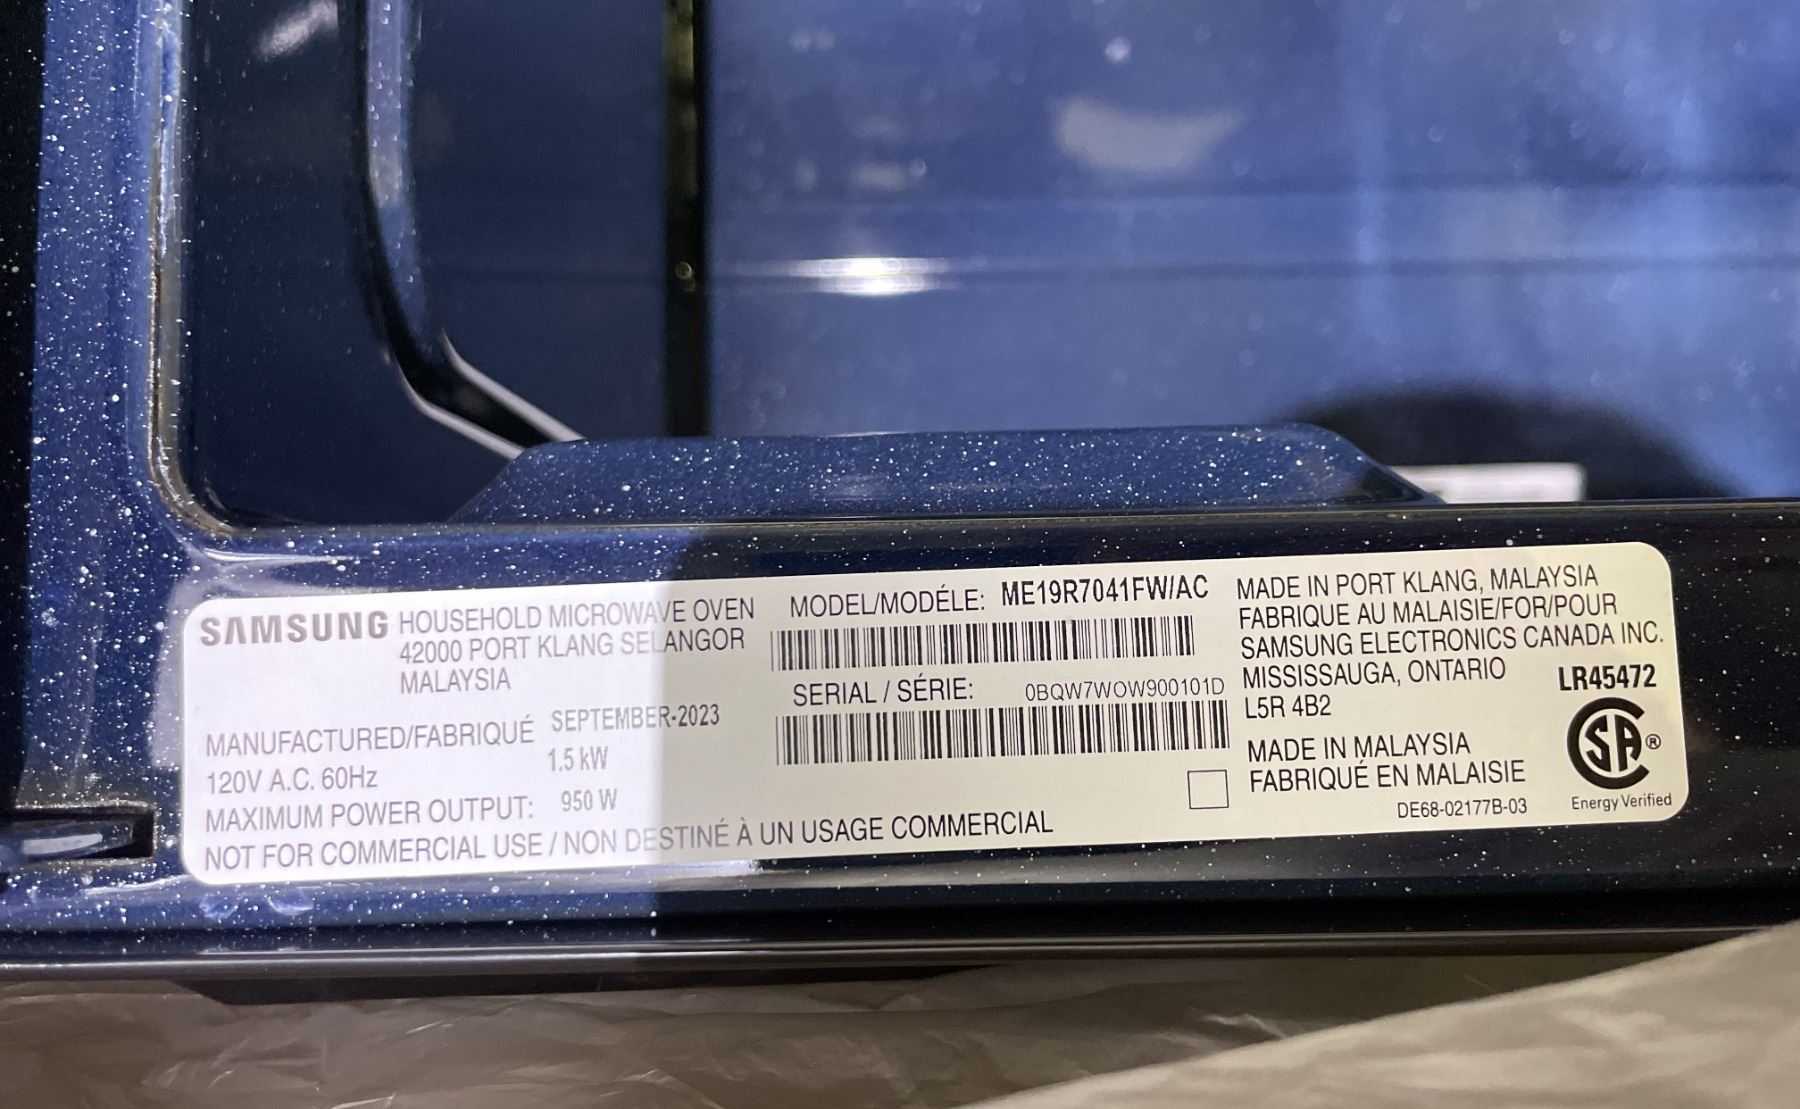 SAMSUNG HOUSEHOLD MICROWAVE OVEN
42000 PORT KLANG SELANGOR
MALAYSIA
MANUFACTURED/FABRIQUÉ SEPTEMBER-2023
120V A.C. 60Hz 1.5 kW
MAXIMUM POWER OUTPUT: 950 W
NOT FOR COMMERCIAL USE / NON DESTINÉ À UN USAGE COMMERCIAL
MODEL/MODÉLE: ME19R7041FW/AC
SERIAL / SÉRIE: 0BQW7WOW900101D
MADE IN PORT KLANG, MALAYSIA
FABRIQUE AU MALAISIE/FOR/POUR
SAMSUNG ELECTRONICS CANADA INC.
MISSISSAUGA, ONTARIO
L5R 4B2
MADE IN MALAYSIA
FABRIQUÉ EN MALAISIE
DE68-02177B-03
LR45472
SA®
Energy Verified